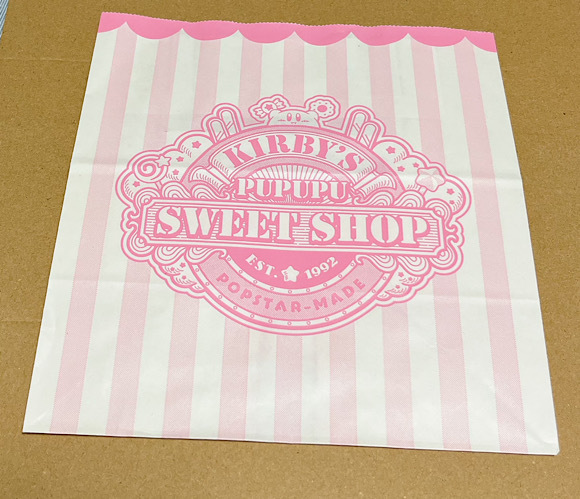 KIRBY'S
PUPUPU
SWEET SHOP
EST. 1992
POPSTAR-MADE